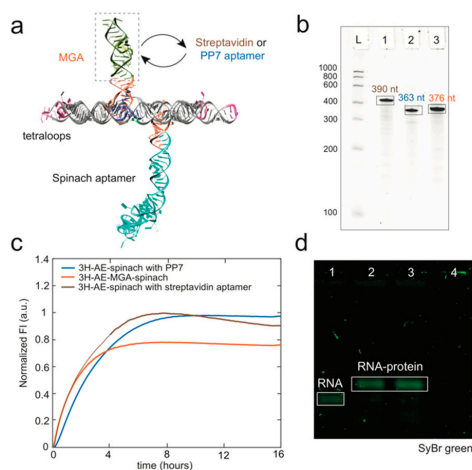 a
MGA
Streptavidin or
PP7 aptamer
tetraloops
Spinach aptamer
b
L 1 2 3
1000
800
600
400
300
200
100
390 nt
363 nt
376 nt
c
Normalized FI (a.u.)
1.4
1.2
1
0.8
0.6
0.4
0.2
0
3H-AE-spinach with PP7
3H-AE-MGA-spinach
3H-AE-spinach with streptavidin aptamer
0 4 8 12 16
time (hours)
d
1 2 3 4
RNA-protein
RNA
SyBr green